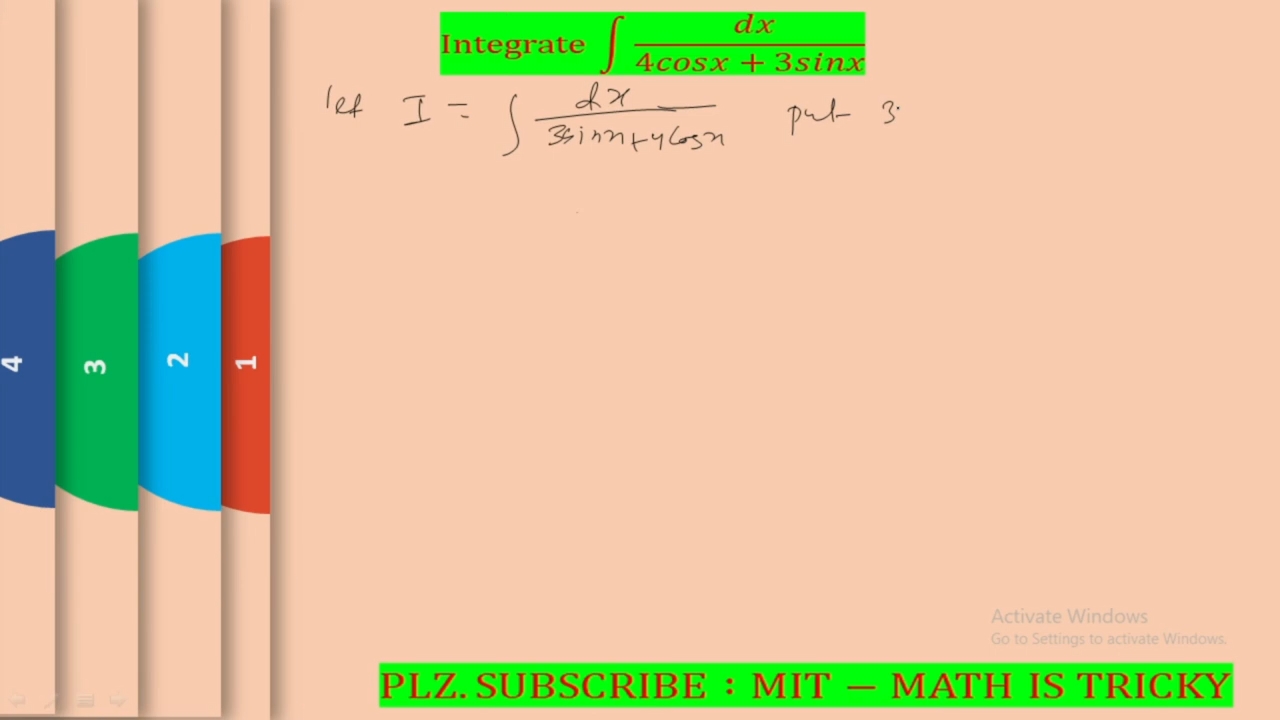 Integrate ∫ dx / 4cosx + 3sinx
let I = ∫ dx / 3sinx+4cosx put 3
4
3
2
1
Activate Windows
Go to Settings to activate Windows.
PLZ. SUBSCRIBE : MIT − MATH IS TRICKY